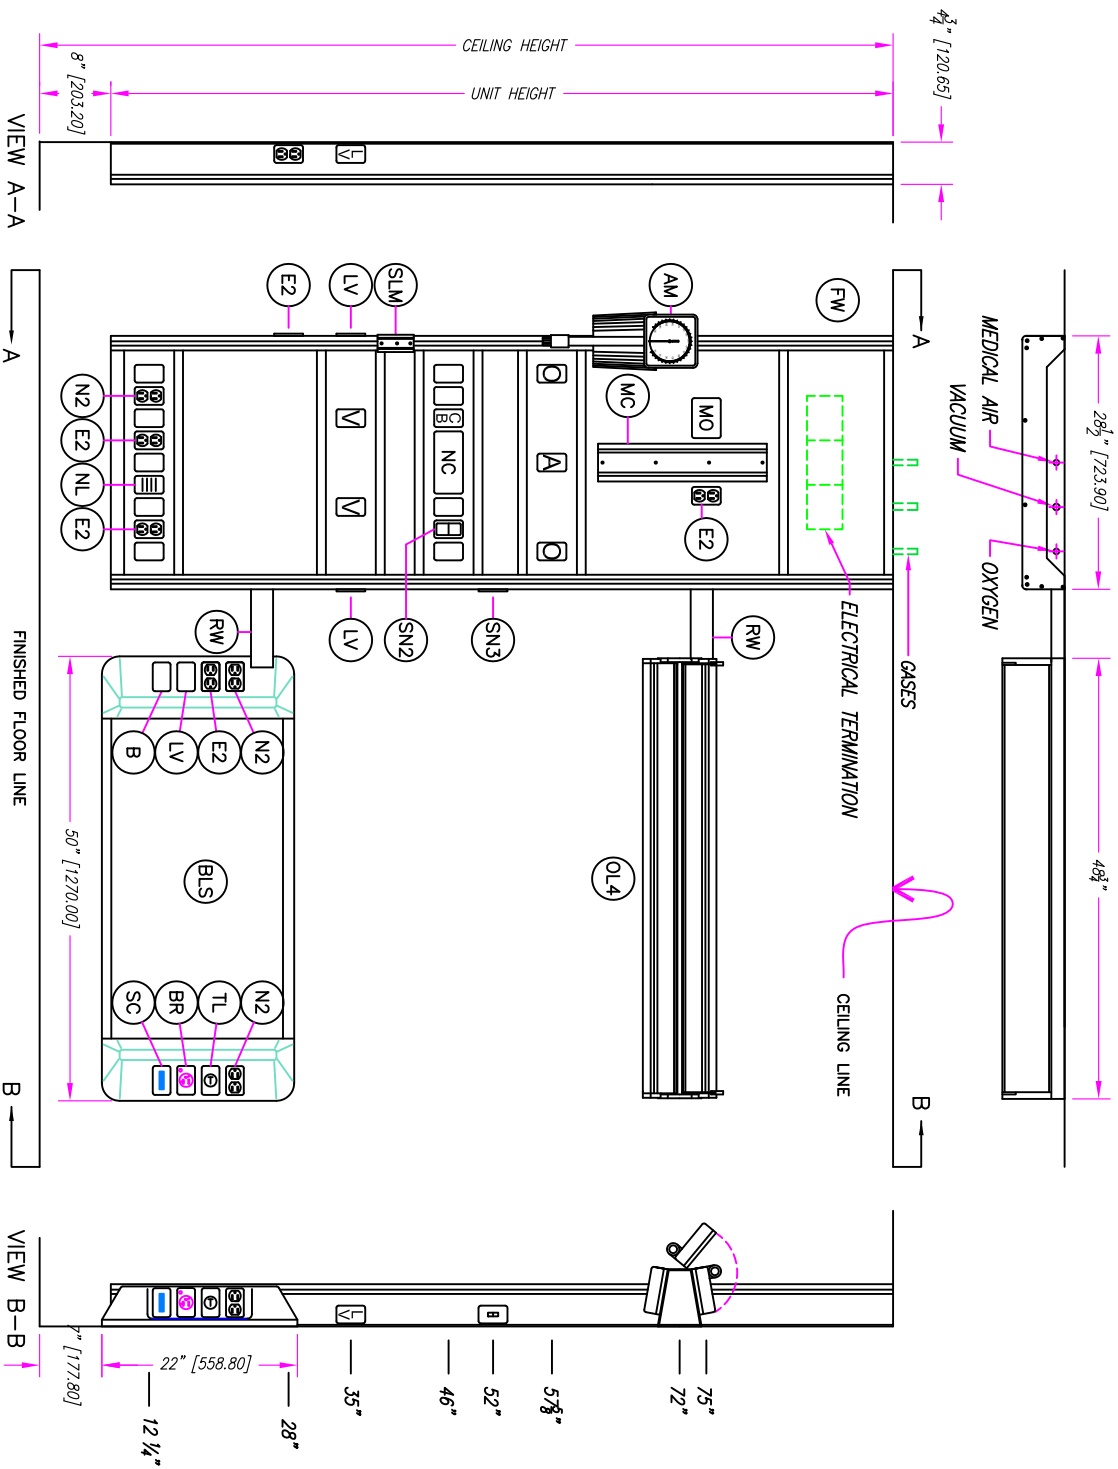 28½" [723.90]
48¾"
MEDICAL AIR
VACUUM
OXYGEN
GASES
4¾" [120.65]
A
B
CEILING LINE
ELECTRICAL TERMINATION
CEILING HEIGHT
UNIT HEIGHT
8" [203.20]
FW
AM
MO
MC
E2
RW
OL4
A
SLM
LV
E2
CB
NC
V
V
SN3
SN2
LV
RW
N2
E2
NL
E2
N2
E2
LV
B
BLS
N2
TL
BR
SC
50" [1270.00]
FINISHED FLOOR LINE
LV
LV
75"
72"
57⅝"
52"
46"
35"
28"
12 ¼"
22" [558.80]
7" [177.80]
A
B
VIEW A-A
VIEW B-B